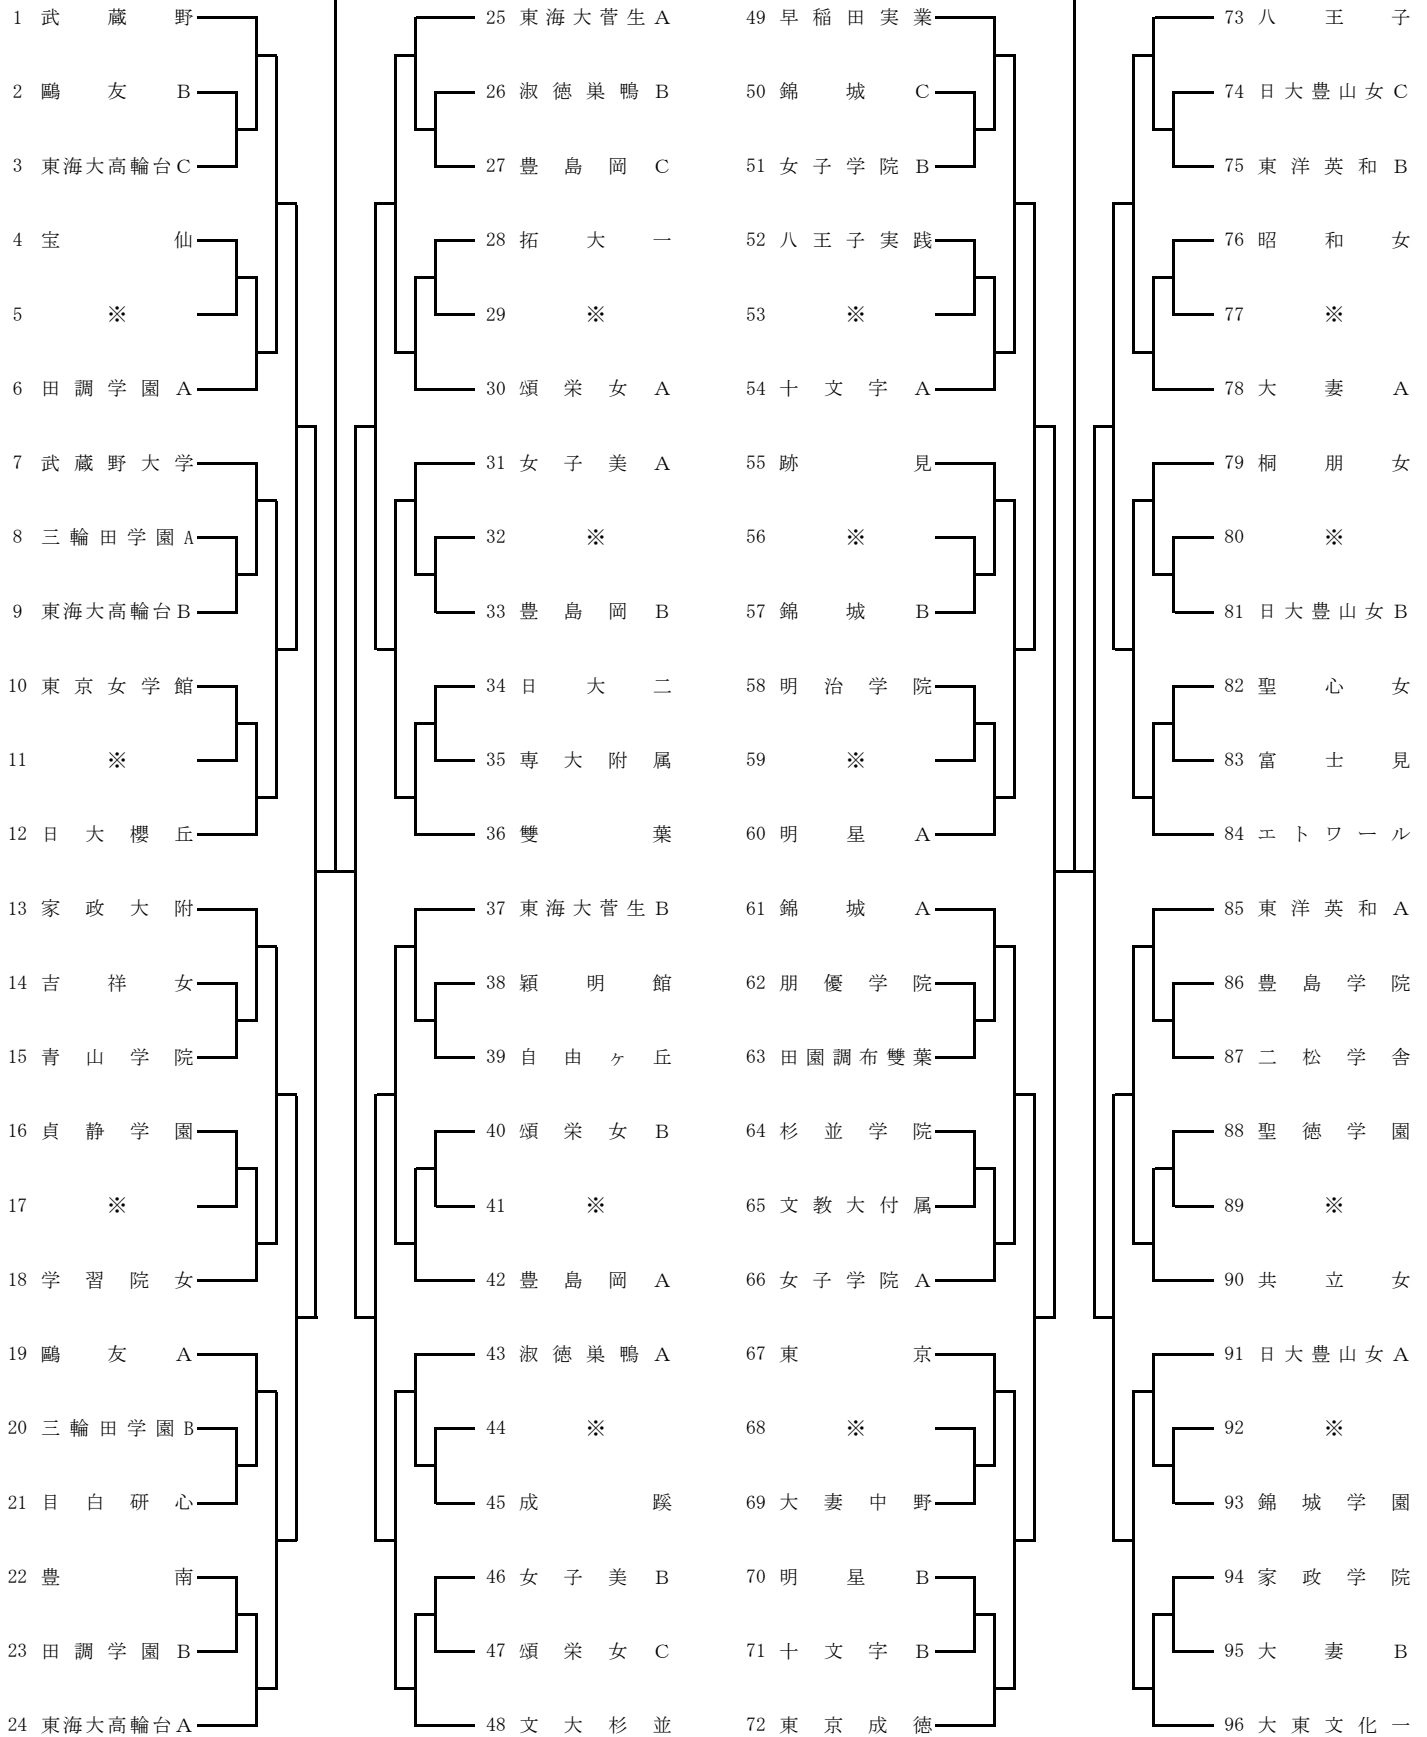 1 武蔵野
2 鷗友B
3 東海大高輪台C
4 宝仙
5 ※
6 田調学園A
7 武蔵野大学
8 三輪田学園A
9 東海大高輪台B
10 東京女学館
11 ※
12 日大櫻丘
13 家政大附
14 吉祥女
15 青山学院
16 貞静学園
17 ※
18 学習院女
19 鷗友A
20 三輪田学園B
21 目白研心
22 豊南
23 田調学園B
24 東海大高輪台A
25 東海大菅生A
26 淑徳巣鴨B
27 豊島岡C
28 拓大一
29 ※
30 頌栄女A
31 女子美A
32 ※
33 豊島岡B
34 日大二
35 専大附属
36 雙葉
37 東海大菅生B
38 穎明館
39 自由ヶ丘
40 頌栄女B
41 ※
42 豊島岡A
43 淑徳巣鴨A
44 ※
45 成蹊
46 女子美B
47 頌栄女C
48 文大杉並
49 早稲田実業
50 錦城C
51 女子学院B
52 八王子実践
53 ※
54 十文字A
55 跡見
56 ※
57 錦城B
58 明治学院
59 ※
60 明星A
61 錦城A
62 朋優学院
63 田園調布雙葉
64 杉並学院
65 文教大付属
66 女子学院A
67 東京
68 ※
69 大妻中野
70 明星B
71 十文字B
72 東京成徳
73 八王子
74 日大豊山女C
75 東洋英和B
76 昭和女
77 ※
78 大妻A
79 桐朋女
80 ※
81 日大豊山女B
82 聖心女
83 富士見
84 エトワール
85 東洋英和A
86 豊島学院
87 二松学舎
88 聖徳学園
89 ※
90 共立女
91 日大豊山女A
92 ※
93 錦城学園
94 家政学院
95 大妻B
96 大東文化一